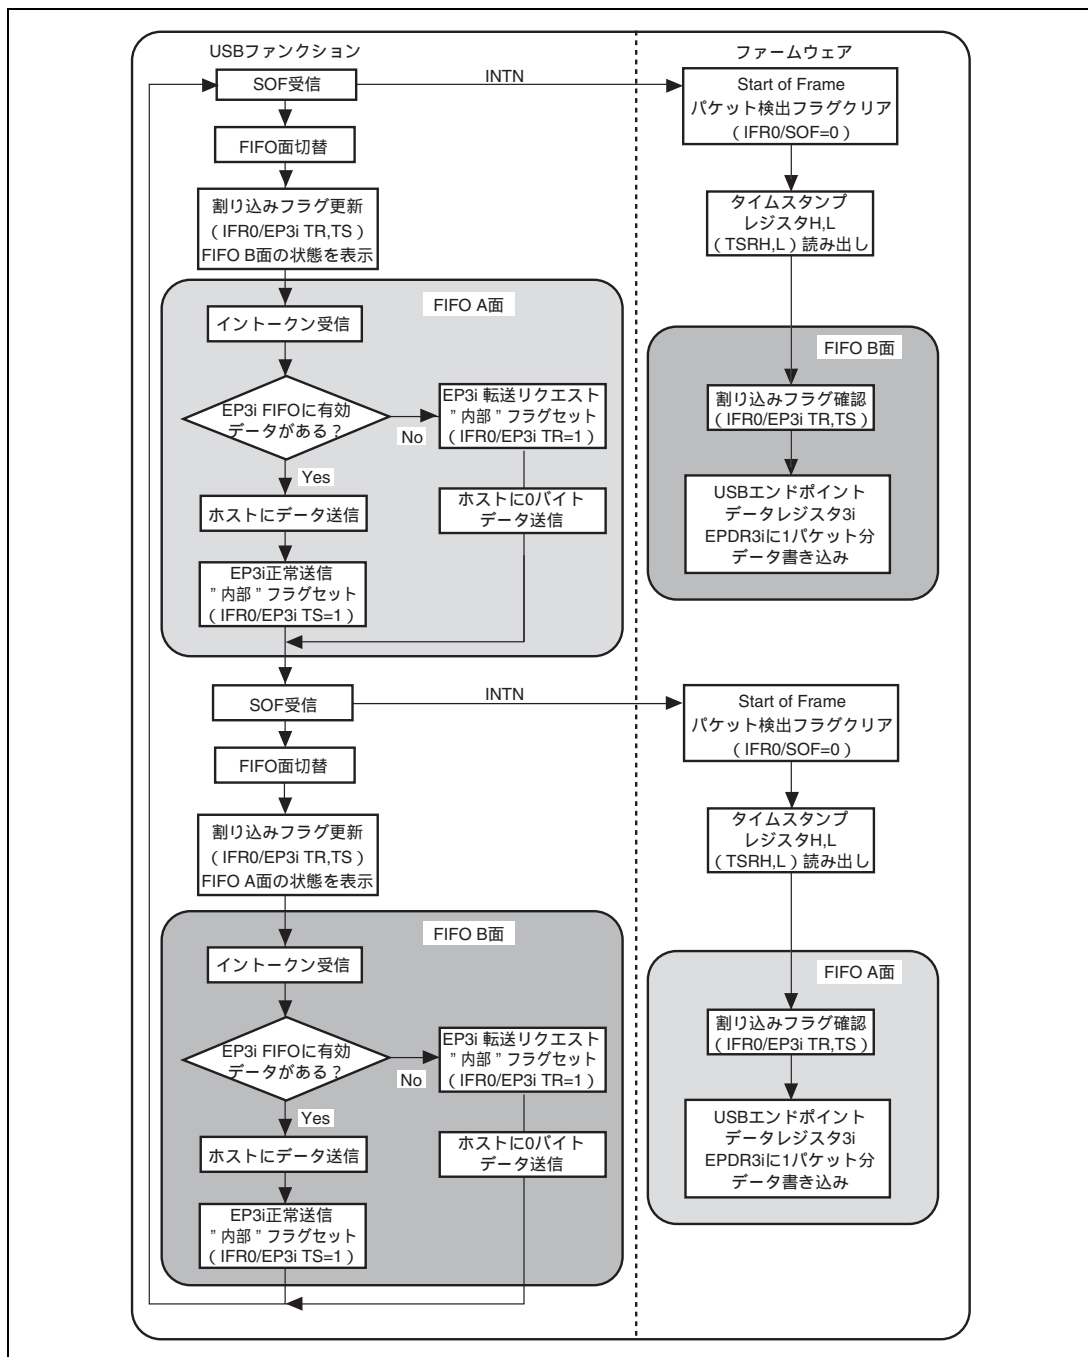 USBファンクション
ファームウェア
SOF受信
INTN
Start of Frame
パケット検出フラグクリア
( IFR0/SOF=0 )
FIFO面切替
割り込みフラグ更新
( IFR0/EP3i TR,TS )
FIFO B面の状態を表示
タイムスタンプ
レジスタH,L
( TSRH,L ) 読み出し
FIFO A面
イントークン受信
EP3i FIFOに有効
データがある？
No
Yes
EP3i 転送リクエスト
” 内部 ” フラグセット
( IFR0/EP3i TR=1 )
ホストに0バイト
データ送信
ホストにデータ送信
EP3i正常送信
” 内部 ” フラグセット
( IFR0/EP3i TS=1 )
FIFO B面
割り込みフラグ確認
(IFR0/EP3i TR,TS )
USBエンドポイント
データレジスタ3i
EPDR3iに1パケット分
データ書き込み
SOF受信
INTN
Start of Frame
パケット検出フラグクリア
( IFR0/SOF=0 )
FIFO面切替
割り込みフラグ更新
( IFR0/EP3i TR,TS )
FIFO A面の状態を表示
タイムスタンプ
レジスタH,L
( TSRH,L ) 読み出し
FIFO B面
イントークン受信
EP3i FIFOに有効
データがある？
No
Yes
EP3i 転送リクエスト
” 内部 ” フラグセット
( IFR0/EP3i TR=1 )
ホストに0バイト
データ送信
ホストにデータ送信
EP3i正常送信
” 内部 ” フラグセット
( IFR0/EP3i TS=1 )
FIFO A面
割り込みフラグ確認
(IFR0/EP3i TR,TS )
USBエンドポイント
データレジスタ3i
EPDR3iに1パケット分
データ書き込み